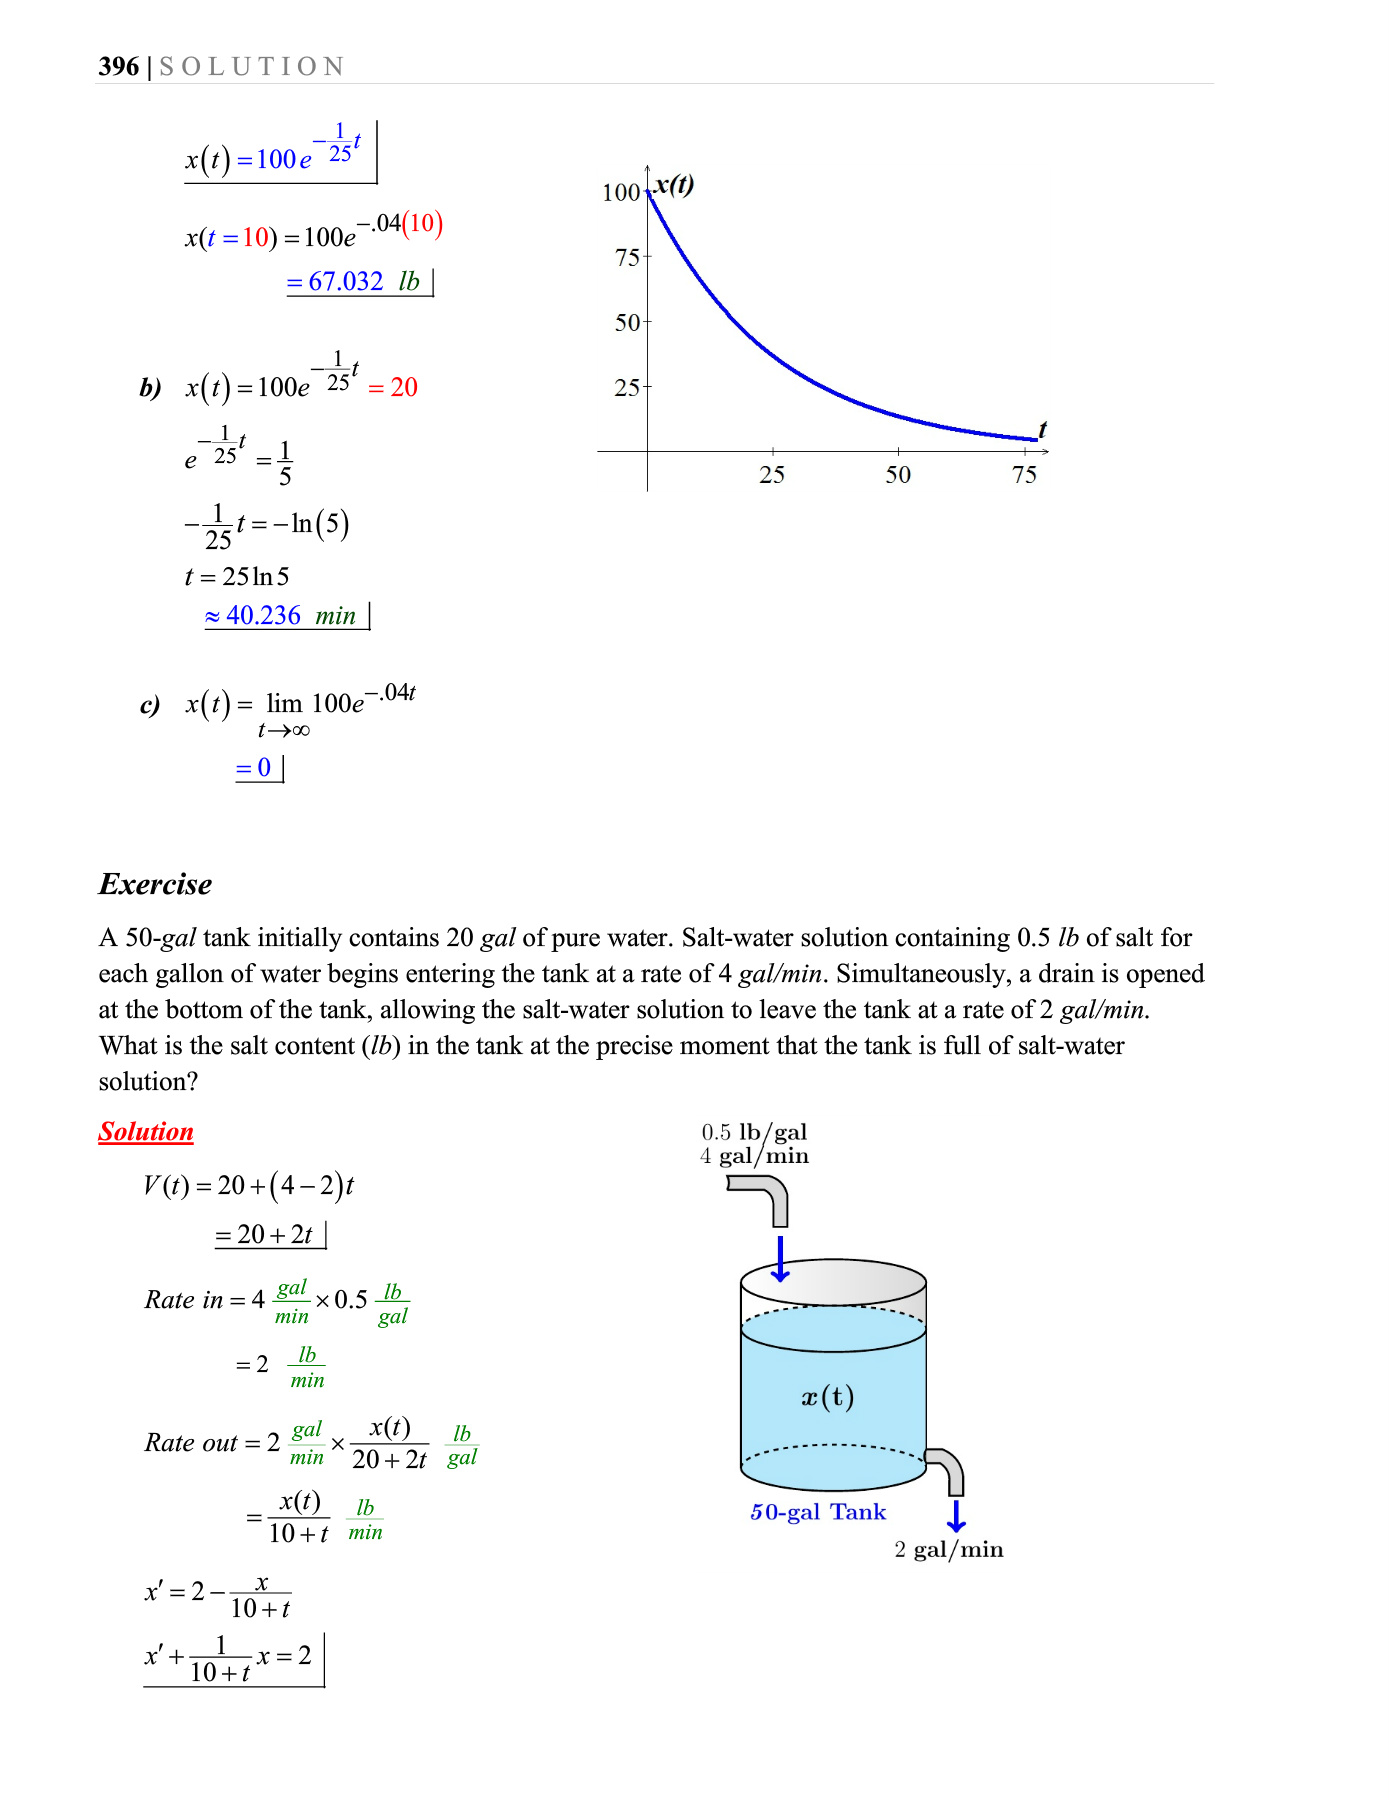 396 | SOLUTION
x(t) = 100e^{-\frac{1}{25}t}
x(t = 10) = 100e^{-.04(10)}
= 67.032 lb
100 x(t)
75
50
25
t
25 50 75
b) x(t) = 100e^{-\frac{1}{25}t} = 20
e^{-\frac{1}{25}t} = \frac{1}{5}
-\frac{1}{25}t = -ln(5)
t = 25 ln 5
≈ 40.236 min
c) x(t) = lim_{t→∞} 100e^{-.04t}
= 0
Exercise
A 50-gal tank initially contains 20 gal of pure water. Salt-water solution containing 0.5 lb of salt for
each gallon of water begins entering the tank at a rate of 4 gal/min. Simultaneously, a drain is opened
at the bottom of the tank, allowing the salt-water solution to leave the tank at a rate of 2 gal/min.
What is the salt content (lb) in the tank at the precise moment that the tank is full of salt-water
solution?
Solution
V(t) = 20 + (4 − 2)t
= 20 + 2t
Rate in = 4 \frac{gal}{min} × 0.5 \frac{lb}{gal}
= 2 \frac{lb}{min}
Rate out = 2 \frac{gal}{min} × \frac{x(t)}{20 + 2t} \frac{lb}{gal}
= \frac{x(t)}{10 + t} \frac{lb}{min}
x′ = 2 − \frac{x}{10 + t}
x′ + \frac{1}{10 + t}x = 2
0.5 lb/gal
4 gal/min
x(t)
50-gal Tank
2 gal/min